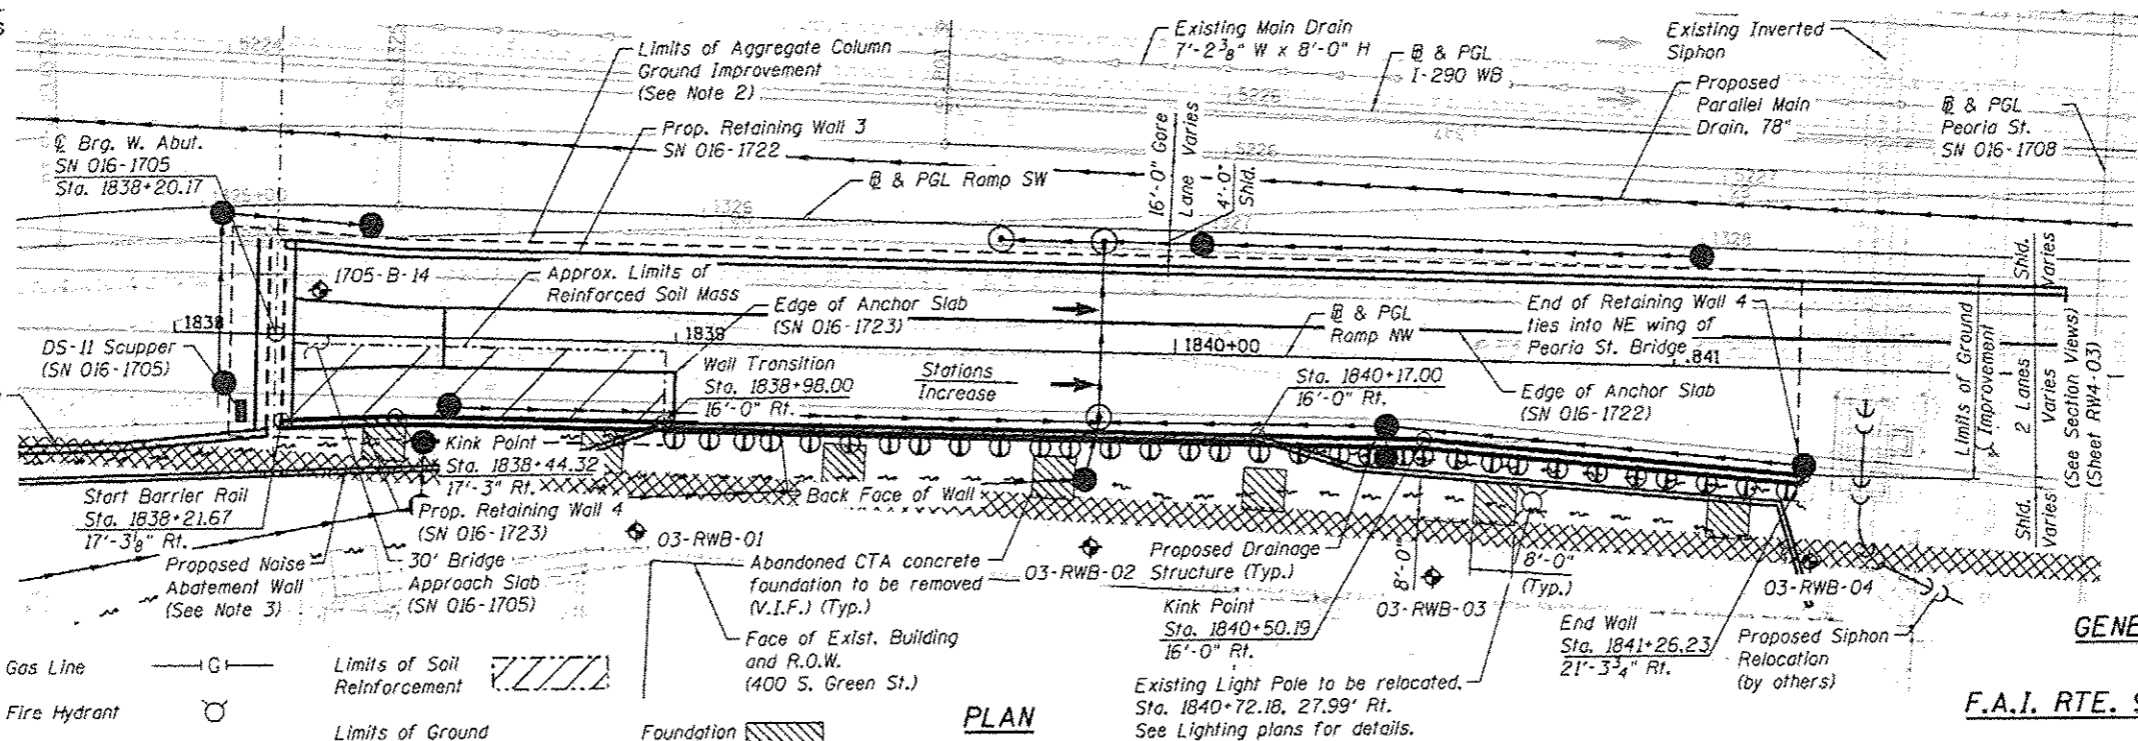 Existing Main Drain
7'-2⅜" W x 8'-0" H
Existing Inverted
Siphon
Limits of Aggregate Column
Ground Improvement
(See Note 2)
℄ & PGL
I-290 WB
Proposed
Parallel Main
Drain, 78"
& PGL
Peoria St.
SN 016-1708
℄ Brg. W. Abut.
SN 016-1705
Sta. 1838+20.17
Prop. Retaining Wall 3
SN 016-1722
& PGL Ramp SW
16'-0" Gore
Lane Varies
4'-0"
Shld.
5226
5226
1326
1327
1328
1705-B-14
Approx. Limits of
Reinforced Soil Mass
Edge of Anchor Slab
(SN 016-1723)
End of Retaining Wall 4
ties into NE wing of
Peoria St. Bridge
1838
1838
1840+00
& PGL
Ramp NW
841
DS-11 Scupper
(SN 016-1705)
Wall Transition
Sta. 1838+98.00
16'-0" Rt.
Stations
Increase
Sta. 1840+17.00
16'-0" Rt.
Edge of Anchor Slab
(SN 016-1722)
Limits of Ground
Improvement
Shld.
Varies
2 Lanes
Varies
Shld.
Varies
(See Section Views)
(Sheet RW4-03)
Kink Point
Sta. 1838+44.32
17'-3" Rt.
Back Face of Wall
Start Barrier Rail
Sta. 1838+21.67
17'-3⅛" Rt.
Prop. Retaining Wall 4
(SN 016-1723)
03-RWB-01
Proposed Noise
Abatement Wall
(See Note 3)
30' Bridge
Approach Slab
(SN 016-1705)
Abandoned CTA concrete
foundation to be removed
(V.I.F.) (Typ.)
03-RWB-02
Proposed Drainage
Structure (Typ.)
8'-0"
8'-0"
(Typ.)
03-RWB-03
03-RWB-04
Kink Point
Sta. 1840+50.19
16'-0" Rt.
End Wall
Sta. 1841+26.23
21'-3¾" Rt.
Proposed Siphon
Relocation
(by others)
GENE
Face of Exist. Building
and R.O.W.
(400 S. Green St.)
Existing Light Pole to be relocated.
Sta. 1840+72.18, 27.99' Rt.
See Lighting plans for details.
Gas Line
G
Limits of Soil
Reinforcement
Fire Hydrant
Limits of Ground
Foundation
PLAN
F.A.I. RTE.